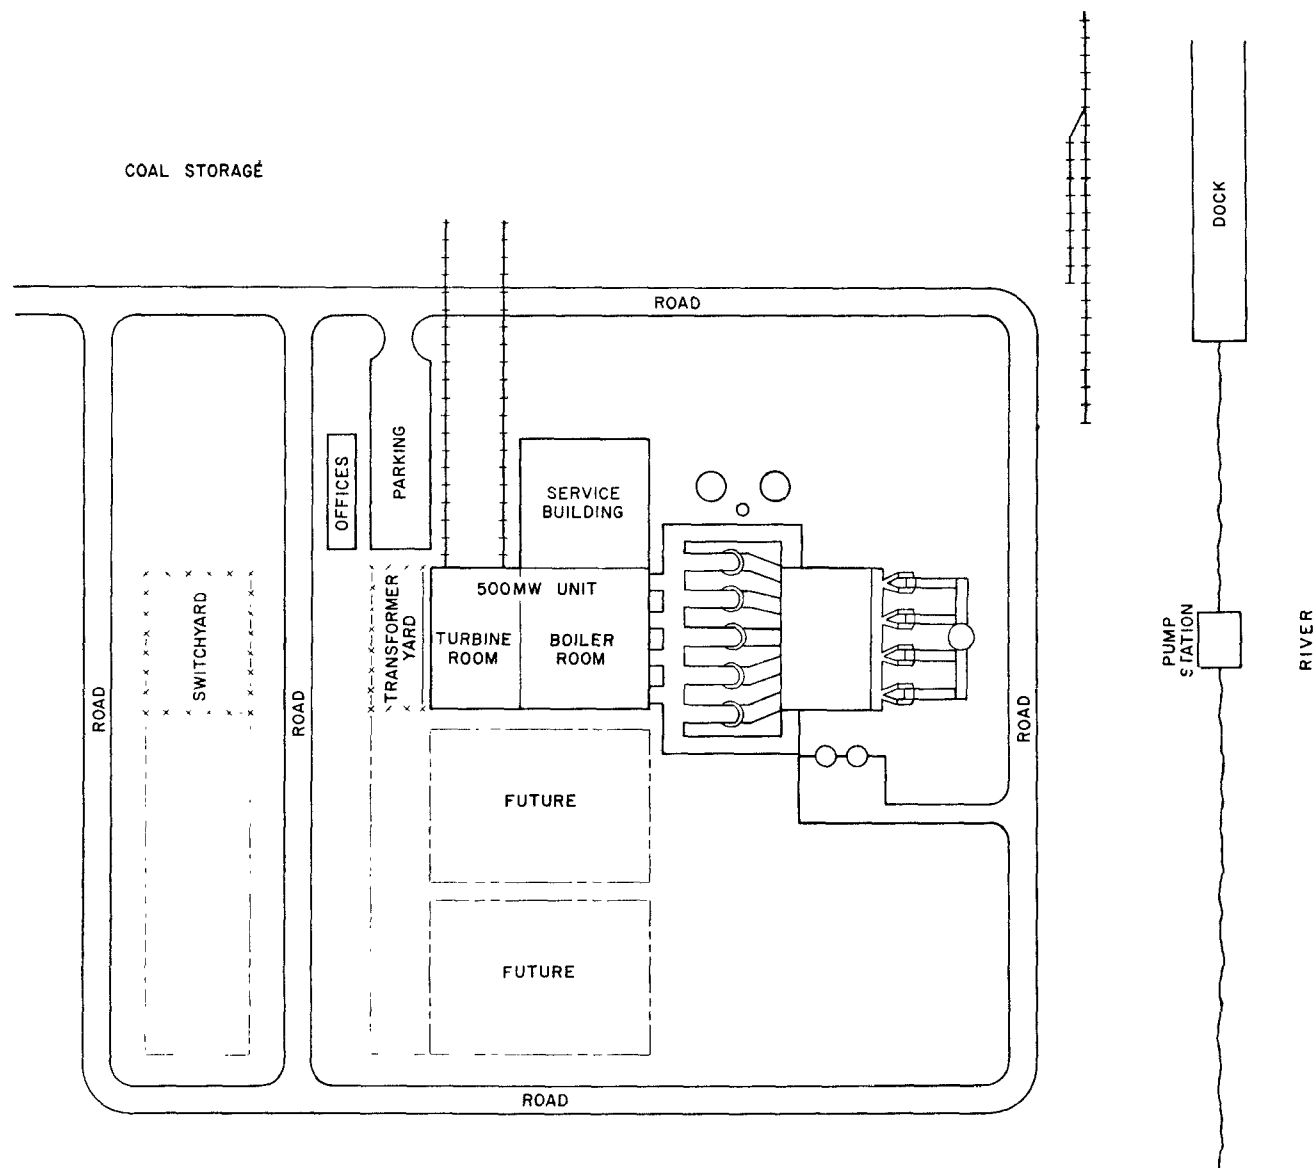 COAL STORAGE
DOCK
ROAD
OFFICES
PARKING
SERVICE
BUILDING
500MW UNIT
TURBINE
ROOM
BOILER
ROOM
TRANSFORMER
YARD
SWITCHYARD
ROAD
ROAD
ROAD
PUMP
STATION
RIVER
FUTURE
FUTURE
ROAD